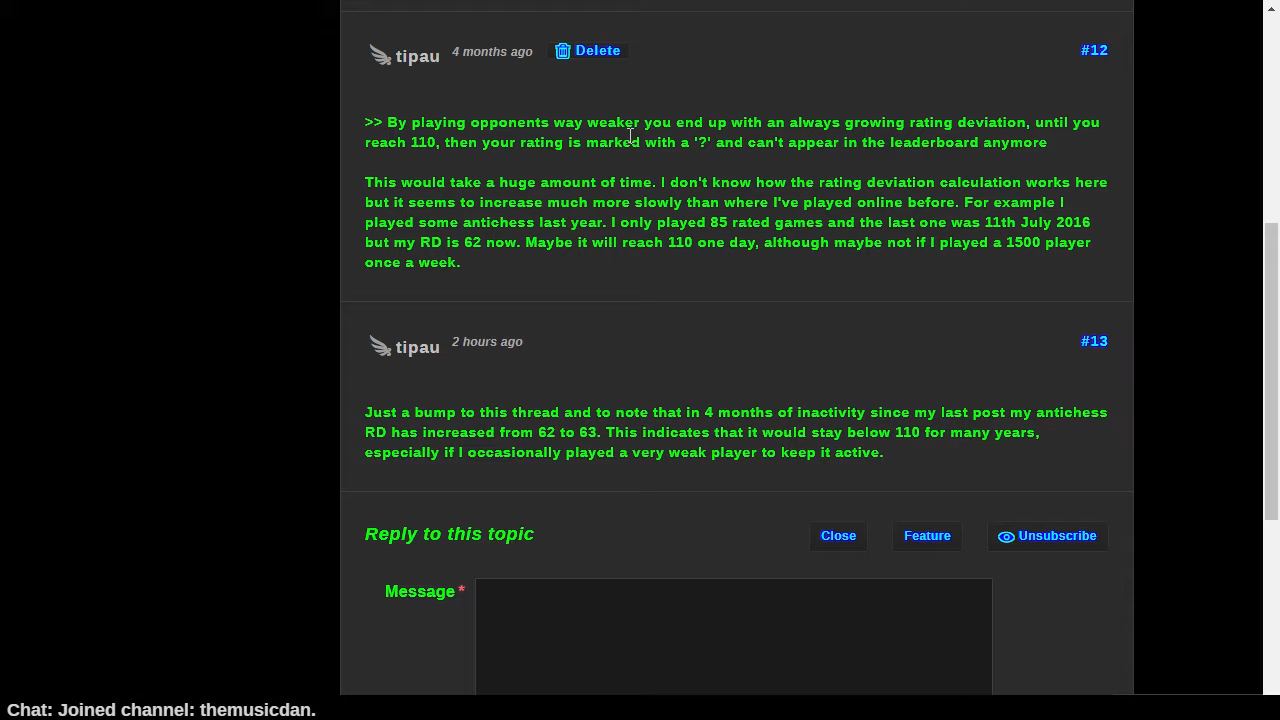 tipau 4 months ago Delete #12
>> By playing opponents way weaker you end up with an always growing rating deviation, until you
reach 110, then your rating is marked with a '?' and can't appear in the leaderboard anymore
This would take a huge amount of time. I don't know how the rating deviation calculation works here
but it seems to increase much more slowly than where I've played online before. For example I
played some antichess last year. I only played 85 rated games and the last one was 11th July 2016
but my RD is 62 now. Maybe it will reach 110 one day, although maybe not if I played a 1500 player
once a week.
tipau 2 hours ago #13
Just a bump to this thread and to note that in 4 months of inactivity since my last post my antichess
RD has increased from 62 to 63. This indicates that it would stay below 110 for many years,
especially if I occasionally played a very weak player to keep it active.
Reply to this topic Close Feature Unsubscribe
Message *
Chat: Joined channel: themusicdan.